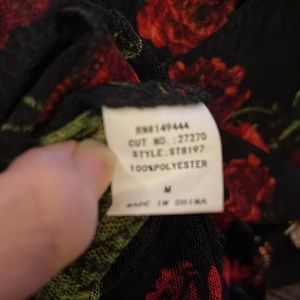 RN#149444
CUT NO.:27270
STYLE:ST8197
100%POLYESTER
M
MADE IN CHINA